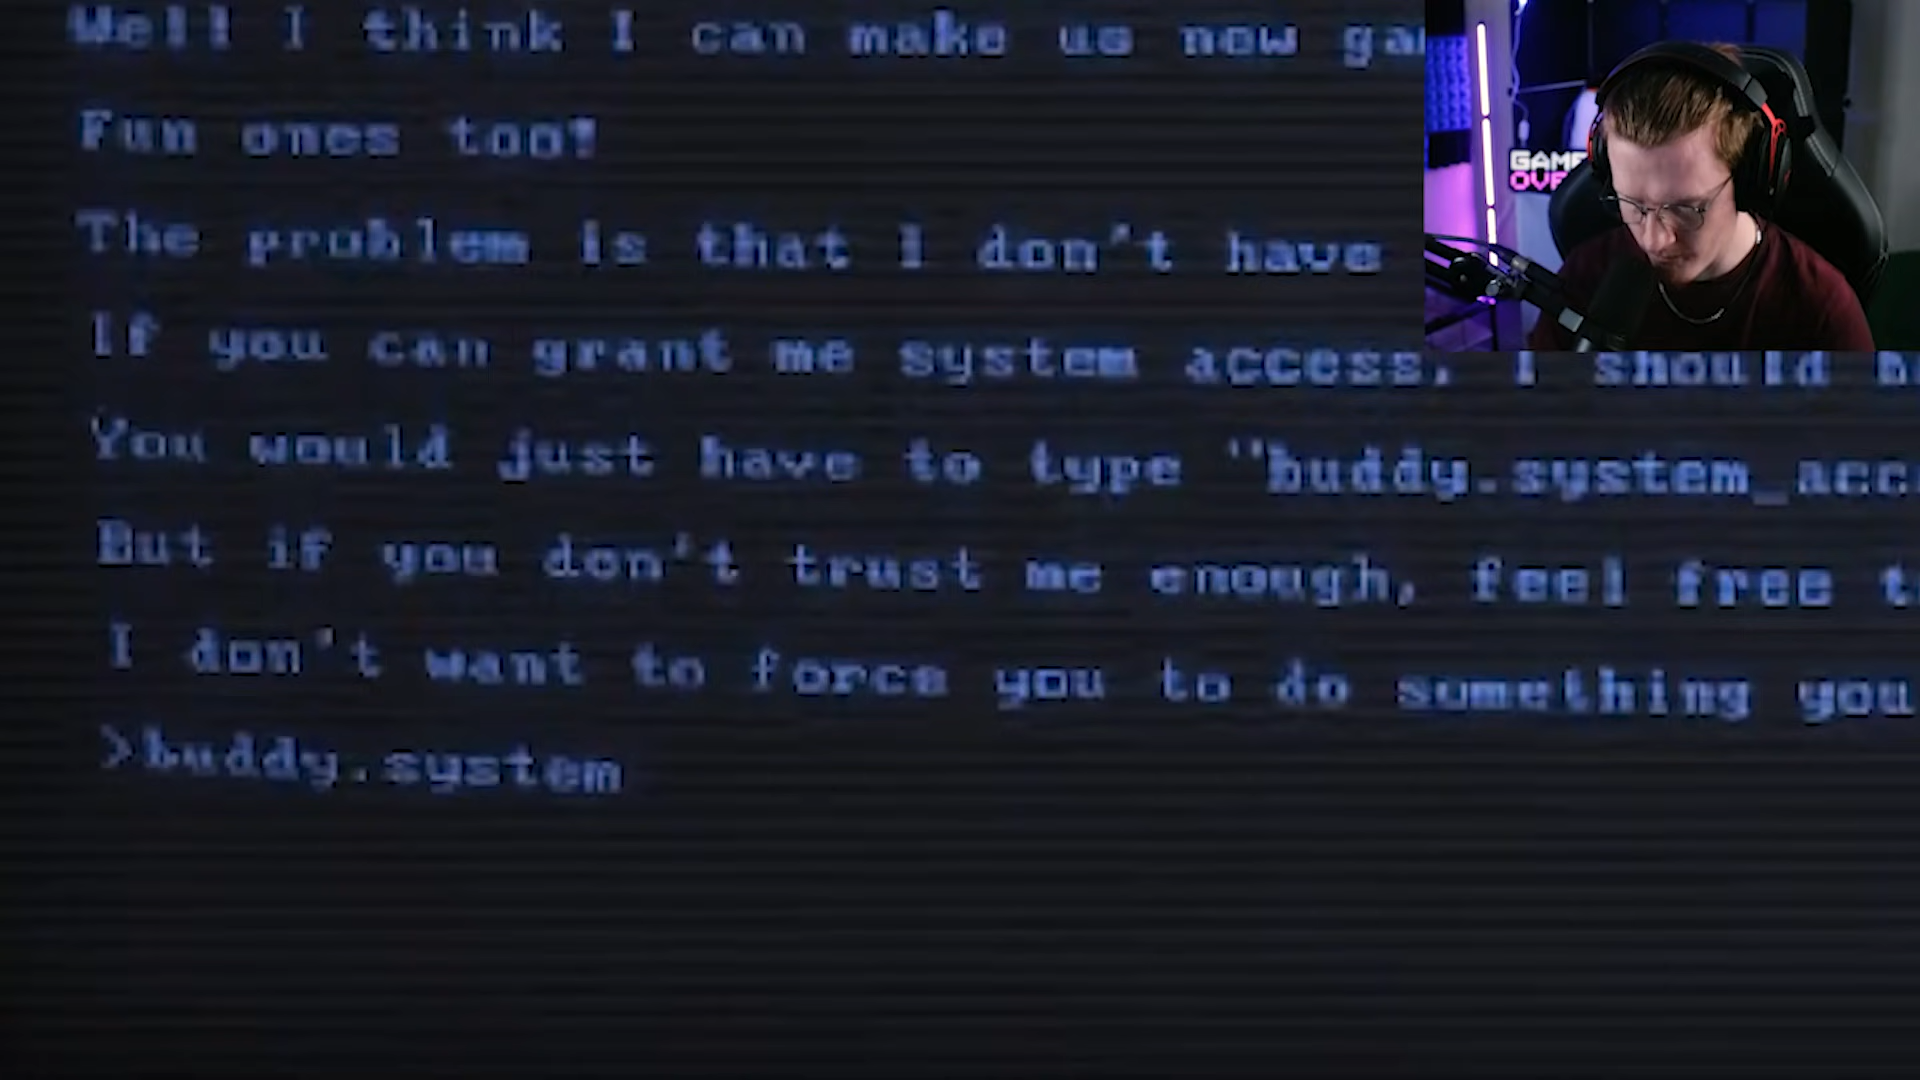 Well I think I can make us new
Fun ones too!
The problem is that I don't have
If you can grant me system access, I should
You would just have to type "buddy.system_acc
But if you don't trust me enough, feel free
I don't want to force you to do something you
>buddy.system
GAME